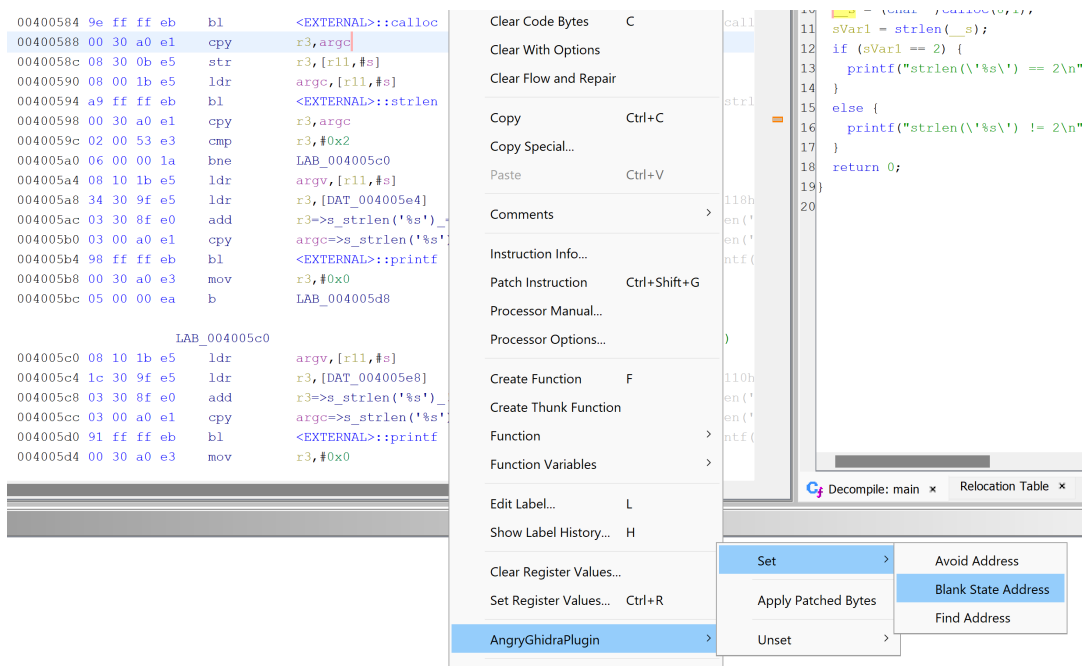 00400584 9e ff ff eb bl <EXTERNAL>::calloc
00400588 00 30 a0 e1 cpy r3,argc
0040058c 08 30 0b e5 str r3,[r11,#s]
00400590 08 00 1b e5 ldr argc,[r11,#s]
00400594 a9 ff ff eb bl <EXTERNAL>::strlen
00400598 00 30 a0 e1 cpy r3,argc
0040059c 02 00 53 e3 cmp r3,#0x2
004005a0 06 00 00 1a bne LAB_004005c0
004005a4 08 10 1b e5 ldr argv,[r11,#s]
004005a8 34 30 9f e5 ldr r3,[DAT_004005e4]
004005ac 03 30 8f e0 add r3=>s_strlen('%s')_
004005b0 03 00 a0 e1 cpy argc=>s_strlen('%s'
004005b4 98 ff ff eb bl <EXTERNAL>::printf
004005b8 00 30 a0 e3 mov r3,#0x0
004005bc 05 00 00 ea b LAB_004005d8
LAB_004005c0
004005c0 08 10 1b e5 ldr argv,[r11,#s]
004005c4 1c 30 9f e5 ldr r3,[DAT_004005e8]
004005c8 03 30 8f e0 add r3=>s_strlen('%s')_
004005cc 03 00 a0 e1 cpy argc=>s_strlen('%s'
004005d0 91 ff ff eb bl <EXTERNAL>::printf
004005d4 00 30 a0 e3 mov r3,#0x0
Clear Code Bytes C
Clear With Options
Clear Flow and Repair
Copy Ctrl+C
Copy Special...
Paste Ctrl+V
Comments
Instruction Info...
Patch Instruction Ctrl+Shift+G
Processor Manual...
Processor Options...
Create Function F
Create Thunk Function
Function
Function Variables
Edit Label... L
Show Label History... H
Clear Register Values...
Set Register Values... Ctrl+R
AngryGhidraPlugin
Set
Apply Patched Bytes
Unset
Avoid Address
Blank State Address
Find Address
call
strl
118h
en('
en('
ntf(
)
110h
en('
en('
ntf(
11 sVar1 = strlen(__s);
12 if (sVar1 == 2) {
13 printf("strlen(\'%s\') == 2\n"
14 }
15 else {
16 printf("strlen(\'%s\') != 2\n"
17 }
18 return 0;
19 }
20
Decompile: main ×
Relocation Table ×